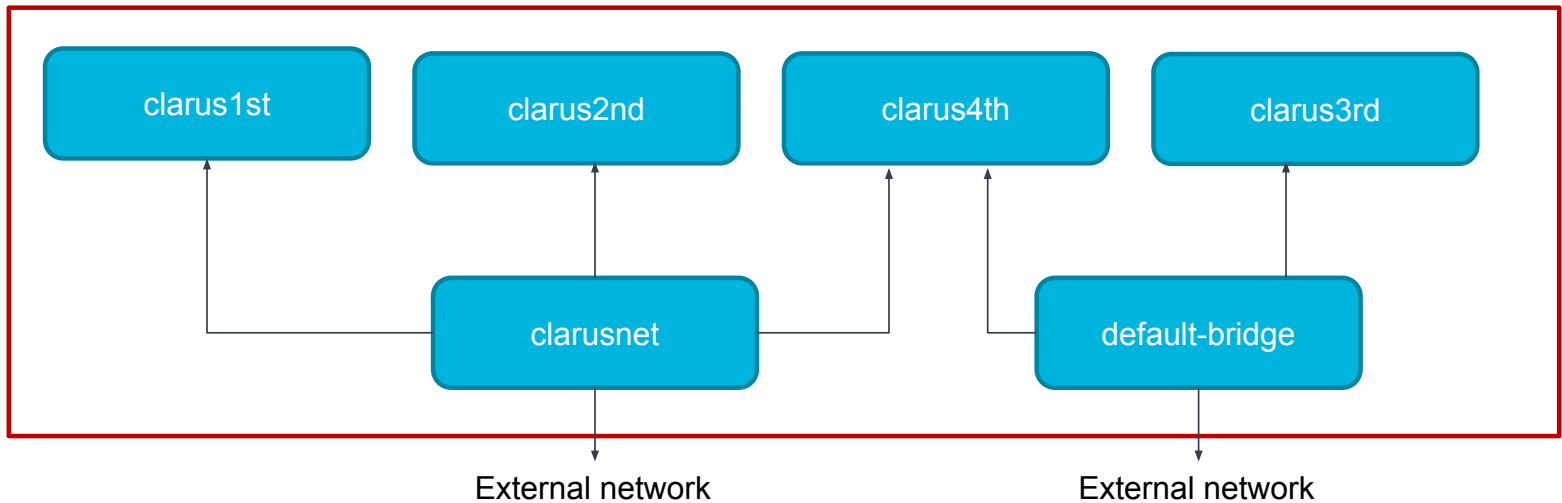 clarus1st
clarus2nd
clarus4th
clarus3rd
clarusnet
default-bridge
External network
External network